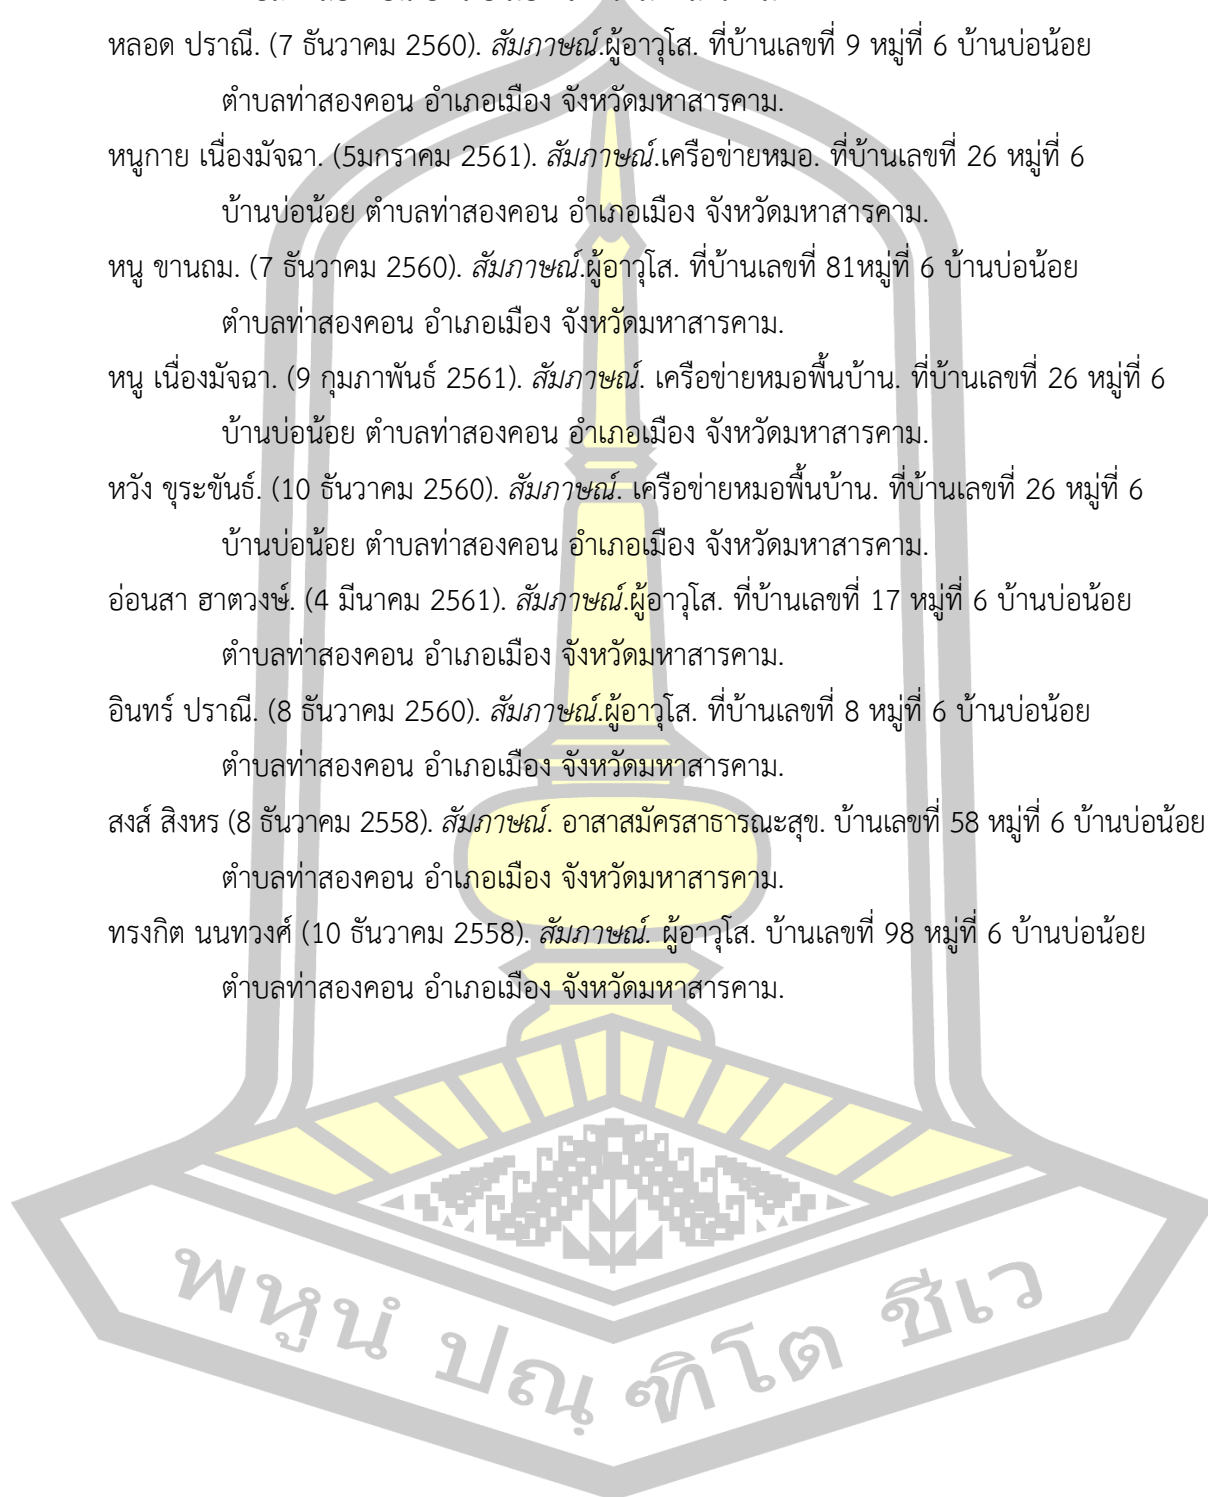 หลอด ปราณี. (7 ธันวาคม 2560). สัมภาษณ์.ผู้อาวุโส. ที่บ้านเลขที่ 9 หมู่ที่ 6 บ้านบ่อน้อย
ตำบลท่าสองคอน อำเภอเมือง จังหวัดมหาสารคาม.
หนูกาย เนื่องมัจฉา. (5มกราคม 2561). สัมภาษณ์.เครือข่ายหมอ. ที่บ้านเลขที่ 26 หมู่ที่ 6
บ้านบ่อน้อย ตำบลท่าสองคอน อำเภอเมือง จังหวัดมหาสารคาม.
หนู ขานถม. (7 ธันวาคม 2560). สัมภาษณ์.ผู้อาวุโส. ที่บ้านเลขที่ 81หมู่ที่ 6 บ้านบ่อน้อย
ตำบลท่าสองคอน อำเภอเมือง จังหวัดมหาสารคาม.
หนู เนื่องมัจฉา. (9 กุมภาพันธ์ 2561). สัมภาษณ์. เครือข่ายหมอพื้นบ้าน. ที่บ้านเลขที่ 26 หมู่ที่ 6
บ้านบ่อน้อย ตำบลท่าสองคอน อำเภอเมือง จังหวัดมหาสารคาม.
หวัง ขุระขันธ์. (10 ธันวาคม 2560). สัมภาษณ์. เครือข่ายหมอพื้นบ้าน. ที่บ้านเลขที่ 26 หมู่ที่ 6
บ้านบ่อน้อย ตำบลท่าสองคอน อำเภอเมือง จังหวัดมหาสารคาม.
อ่อนสา ฮาตวงษ์. (4 มีนาคม 2561). สัมภาษณ์.ผู้อาวุโส. ที่บ้านเลขที่ 17 หมู่ที่ 6 บ้านบ่อน้อย
ตำบลท่าสองคอน อำเภอเมือง จังหวัดมหาสารคาม.
อินทร์ ปราณี. (8 ธันวาคม 2560). สัมภาษณ์.ผู้อาวุโส. ที่บ้านเลขที่ 8 หมู่ที่ 6 บ้านบ่อน้อย
ตำบลท่าสองคอน อำเภอเมือง จังหวัดมหาสารคาม.
สงส์ สิงหร (8 ธันวาคม 2558). สัมภาษณ์. อาสาสมัครสาธารณะสุข. บ้านเลขที่ 58 หมู่ที่ 6 บ้านบ่อน้อย
ตำบลท่าสองคอน อำเภอเมือง จังหวัดมหาสารคาม.
ทรงกิต นนทวงศ์ (10 ธันวาคม 2558). สัมภาษณ์. ผู้อาวุโส. บ้านเลขที่ 98 หมู่ที่ 6 บ้านบ่อน้อย
ตำบลท่าสองคอน อำเภอเมือง จังหวัดมหาสารคาม.
พหูนํ ปณฺฑิโต ชีเว